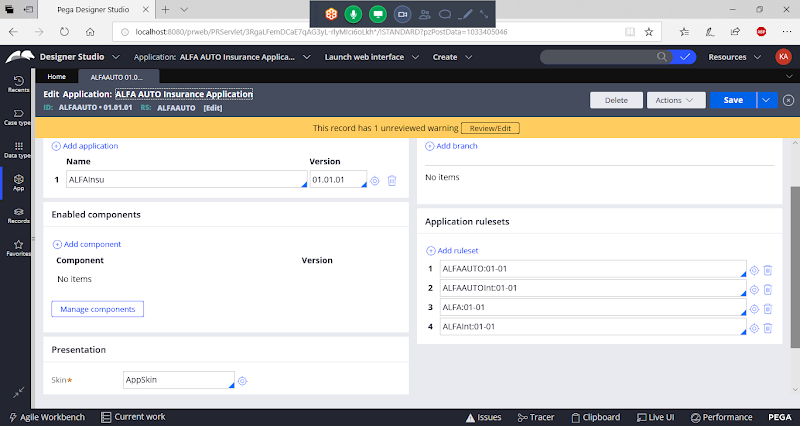 Pega Designer Studio
localhost:8080/prweb/PRServlet/3RgaLFemDCaE7qAG3yL-rlyMIci6oLkh*/!STANDARD?pzPostData=1033405046
Designer Studio
Application: ALFA AUTO Insurance Applica...
Launch web interface
Create
Resources
KA
Recents
Case types
Data types
App
Records
Favorites
Home
ALFAAUTO 01.0...
Edit Application: ALFA AUTO Insurance Application
ID: ALFAAUTO • 01.01.01 RS: ALFAAUTO [Edit]
Delete
Actions
Save
This record has 1 unreviewed warning Review/Edit
Add application
Name Version
1 ALFAInsu 01.01.01
Enabled components
Add component
Component Version
No items
Manage components
Presentation
Skin* AppSkin
Add branch
No items
Application rulesets
Add ruleset
1 ALFAAUTO:01-01
2 ALFAAUTOInt:01-01
3 ALFA:01-01
4 ALFAInt:01-01
Agile Workbench
Current work
Issues
Tracer
Clipboard
Live UI
Performance
PEGA